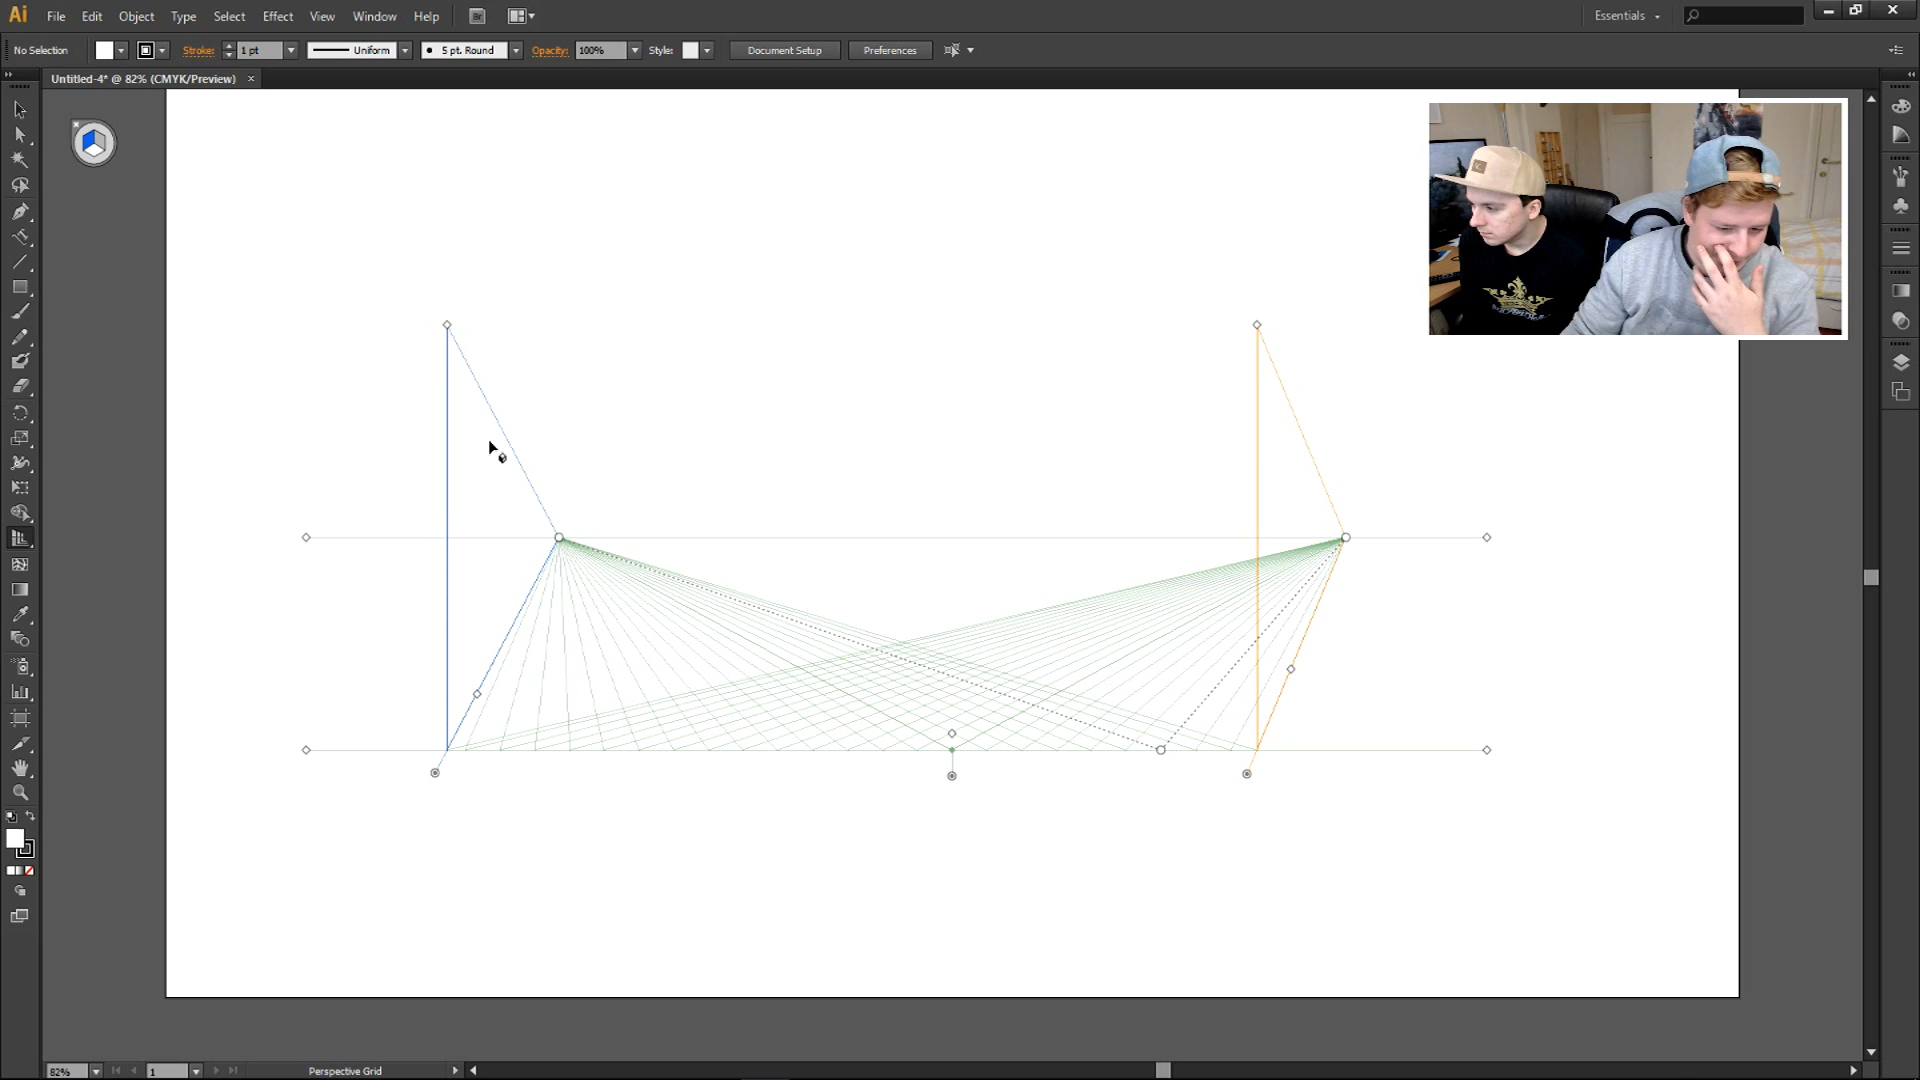 Ai File Edit Object Type Select Effect View Window Help Br Essentials
No Selection Stroke: 1 pt Uniform 5 pt. Round Opacity: 100% Style: Document Setup Preferences
Untitled-4* @ 82% (CMYK/Preview) ×
82% 1 Perspective Grid